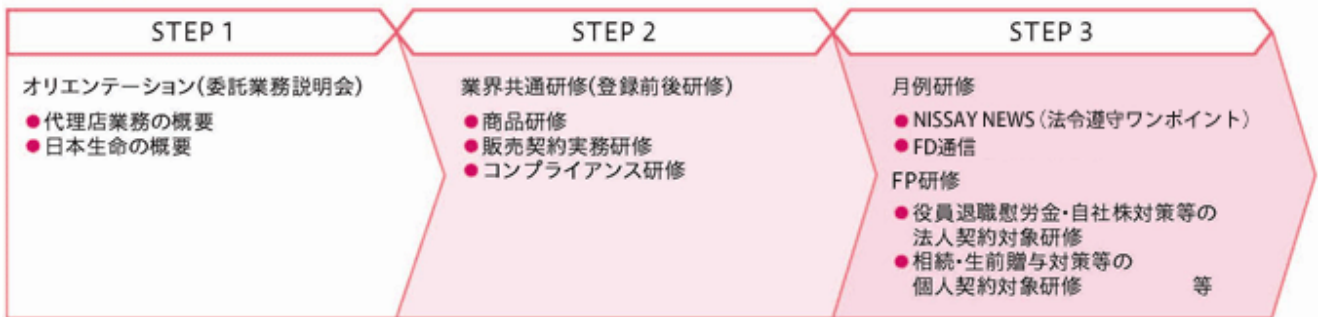 STEP 1
オリエンテーション(委託業務説明会)
●代理店業務の概要
●日本生命の概要
STEP 2
業界共通研修(登録前後研修)
●商品研修
●販売契約実務研修
●コンプライアンス研修
STEP 3
月例研修
●NISSAY NEWS(法令遵守ワンポイント)
●FD通信
FP研修
●役員退職慰労金・自社株対策等の
法人契約対象研修
●相続・生前贈与対策等の
個人契約対象研修 等